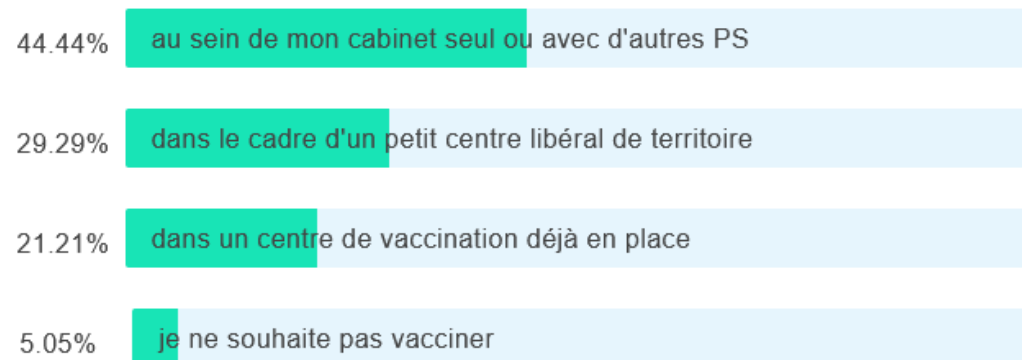 44.44% au sein de mon cabinet seul ou avec d'autres PS
29.29% dans le cadre d'un petit centre libéral de territoire
21.21% dans un centre de vaccination déjà en place
5.05% je ne souhaite pas vacciner